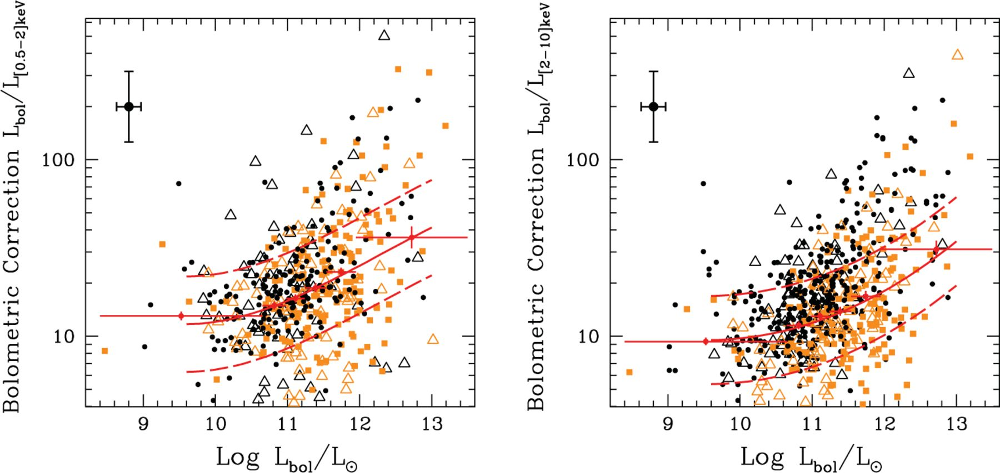 Bolometric Correction L_bol/L_[0.5−2]keV
100
10
9 10 11 12 13
Log L_bol/L_⊙
Bolometric Correction L_bol/L_[2−10]keV
100
10
9 10 11 12 13
Log L_bol/L_⊙